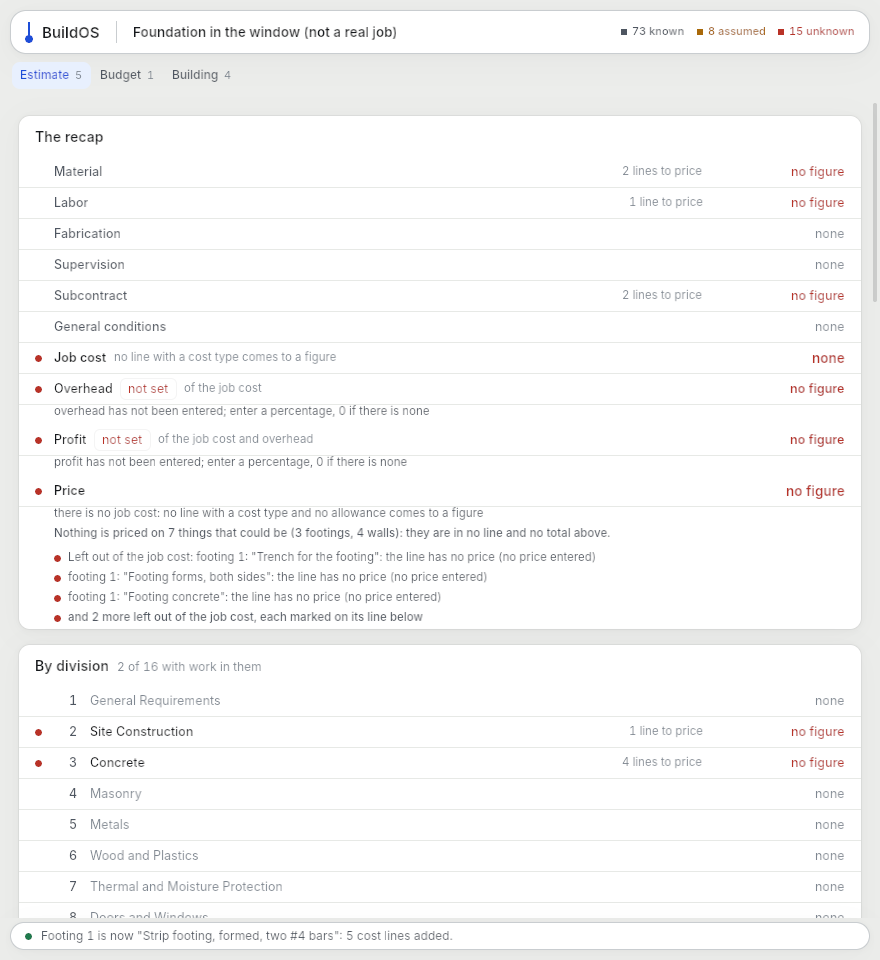 BuildOS
Foundation in the window (not a real job)
73 known 8 assumed 15 unknown
Estimate 5 Budget 1 Building 4
The recap
Material 2 lines to price no figure
Labor 1 line to price no figure
Fabrication none
Supervision none
Subcontract 2 lines to price no figure
General conditions none
Job cost no line with a cost type comes to a figure none
Overhead not set of the job cost no figure
overhead has not been entered; enter a percentage, 0 if there is none
Profit not set of the job cost and overhead no figure
profit has not been entered; enter a percentage, 0 if there is none
Price no figure
there is no job cost: no line with a cost type and no allowance comes to a figure
Nothing is priced on 7 things that could be (3 footings, 4 walls): they are in no line and no total above.
Left out of the job cost: footing 1: "Trench for the footing": the line has no price (no price entered)
footing 1: "Footing forms, both sides": the line has no price (no price entered)
footing 1: "Footing concrete": the line has no price (no price entered)
and 2 more left out of the job cost, each marked on its line below
By division 2 of 16 with work in them
1 General Requirements none
2 Site Construction 1 line to price no figure
3 Concrete 4 lines to price no figure
4 Masonry none
5 Metals none
6 Wood and Plastics none
7 Thermal and Moisture Protection none
8 Doors and Windows none
Footing 1 is now "Strip footing, formed, two #4 bars": 5 cost lines added.